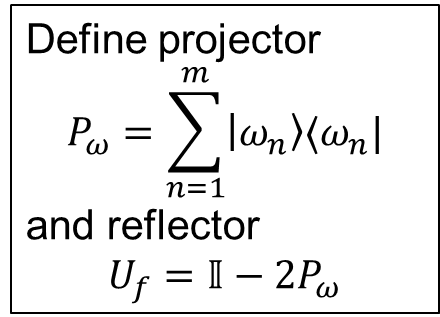 Define projector
P_ω = ∑_{n=1}^{m} |ω_n⟩⟨ω_n|
and reflector
U_f = 𝕀 − 2P_ω